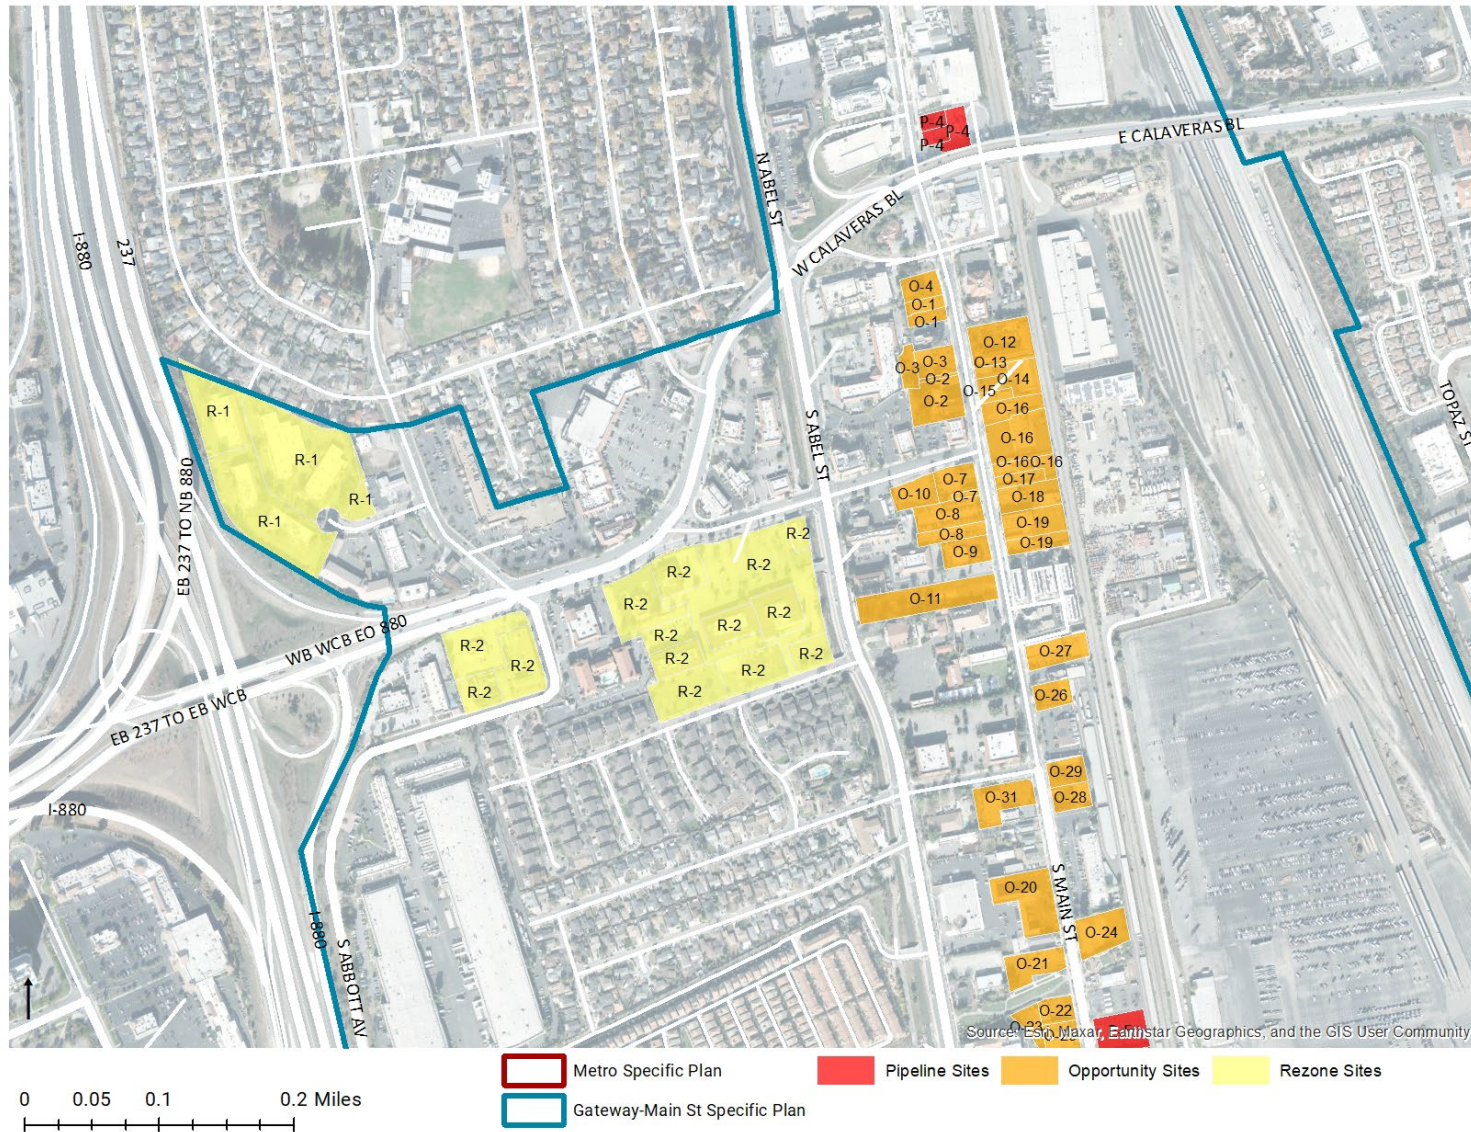 P-4
P-4
P-4
E CALAVERAS BL
N ABEL ST
W CALAVERAS BL
I-880
237
O-4
O-1
O-1
O-12
O-3
O-3
O-13
O-2
O-14
O-15
O-2
O-16
TOPAZ ST
R-1
S ABEL ST
O-16
R-1
O-16
O-16
O-7
O-17
R-1
O-10
O-7
O-18
EB 237 TO NB 880
R-1
O-8
O-19
R-2
O-8
O-19
O-9
R-2
R-2
O-11
R-2
R-2
R-2
R-2
WB WCB EO 880
R-2
O-27
R-2
R-2
R-2
R-2
O-26
R-2
R-2
EB 237 TO EB WCB
O-29
O-31
O-28
I-880
O-20
S MAIN ST
I-880
O-24
S ABBOTT AV
O-21
O-22
Source: Esri, Maxar, Earthstar Geographics, and the GIS User Community
Metro Specific Plan
Pipeline Sites
Opportunity Sites
Rezone Sites
Gateway-Main St Specific Plan
0 0.05 0.1 0.2 Miles